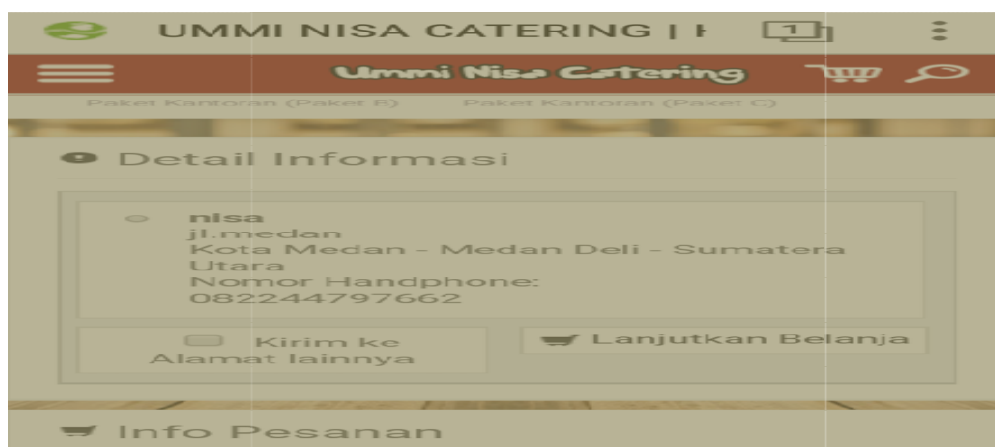 UMMI NISA CATERING |
1
Ummi Nisa Catering
Paket Kantoran (Paket B) Paket Kantoran (Paket C)
Detail Informasi
nisa
jl.medan
Kota Medan - Medan Deli - Sumatera
Utara
Nomor Handphone:
082244797662
Kirim ke
Alamat lainnya
Lanjutkan Belanja
Info Pesanan